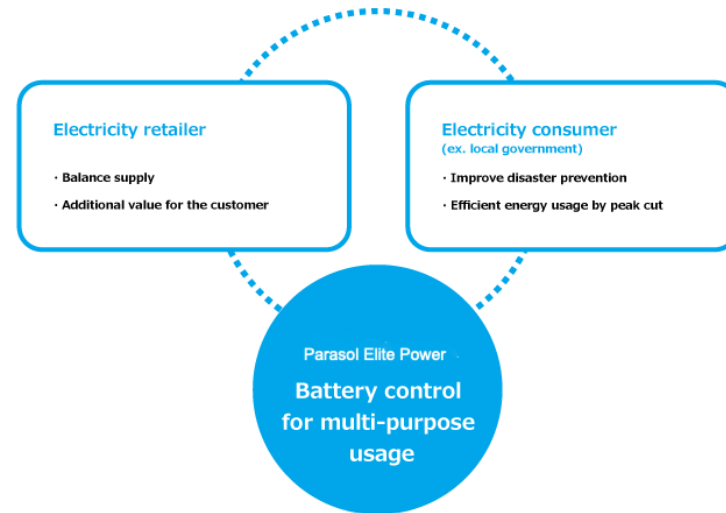 Electricity retailer
・Balance supply
・Additional value for the customer
Electricity consumer
(ex. local government)
・Improve disaster prevention
・Efficient energy usage by peak cut
Parasol Elite Power
Battery control
for multi-purpose
usage